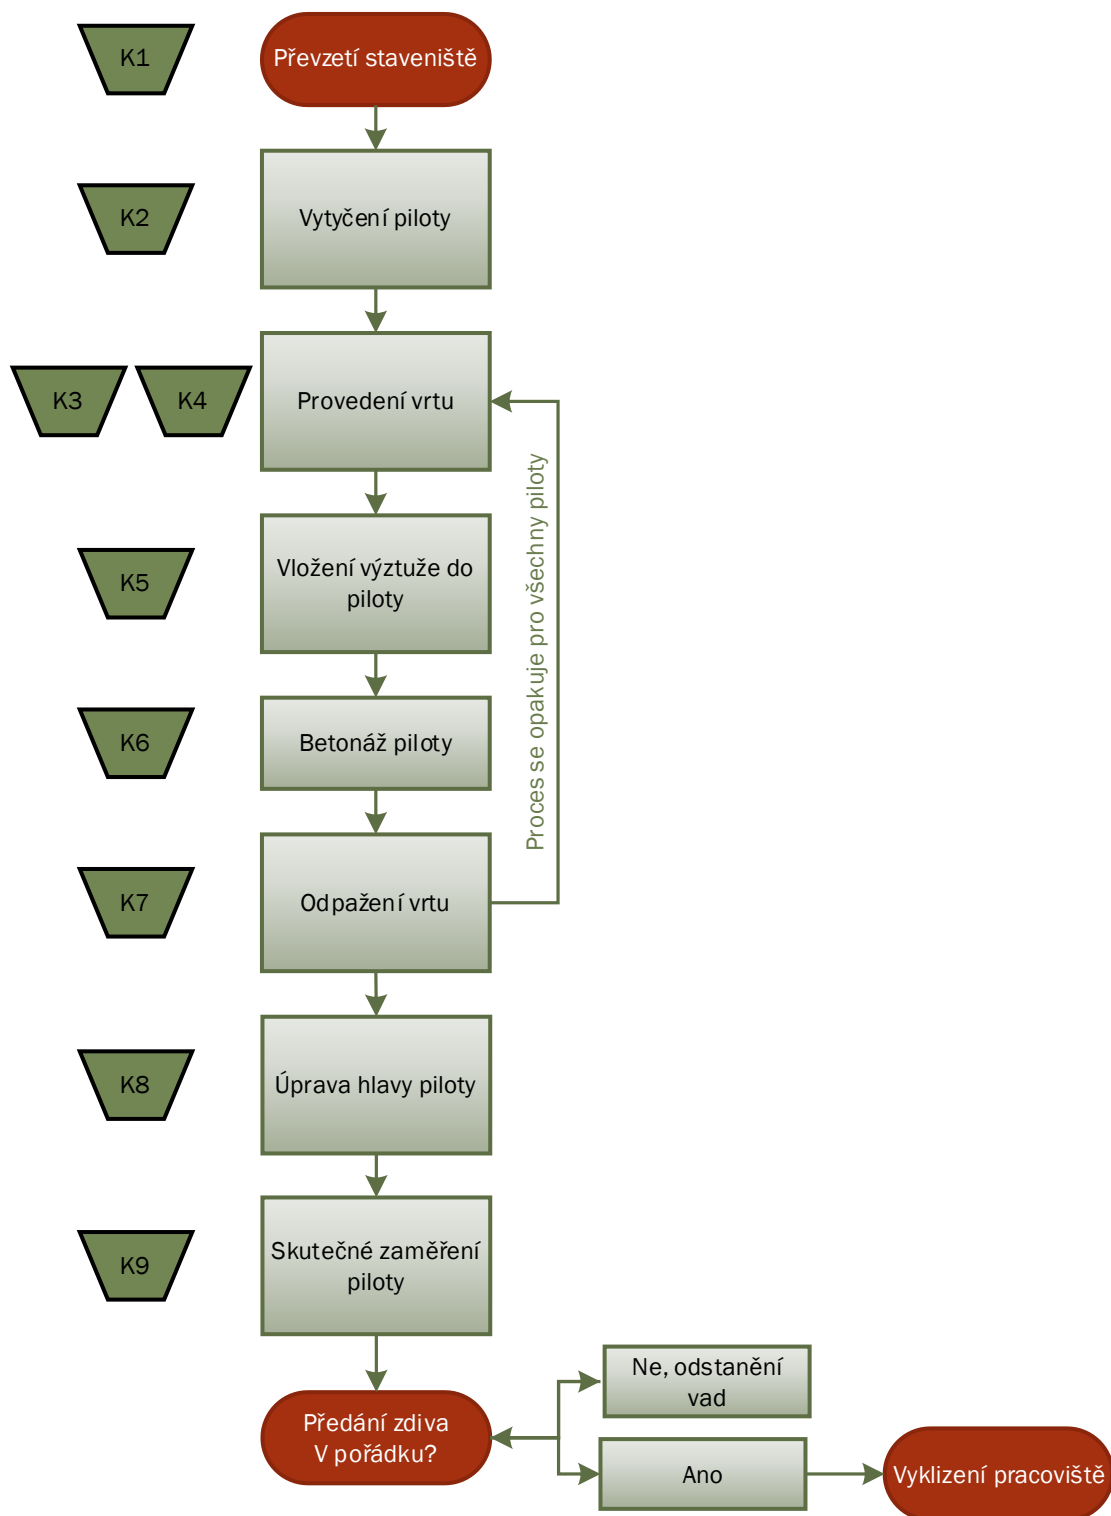 K1
Převzetí staveniště
K2
Vytyčení piloty
K3
K4
Provedení vrtu
K5
Vložení výztuže do
piloty
Proces se opakuje pro všechny piloty
K6
Betonáž piloty
K7
Odpažení vrtu
K8
Úprava hlavy piloty
K9
Skutečné zaměření
piloty
Ne, odstanění
vad
Předání zdiva
V pořádku?
Ano
Vyklizení pracoviště